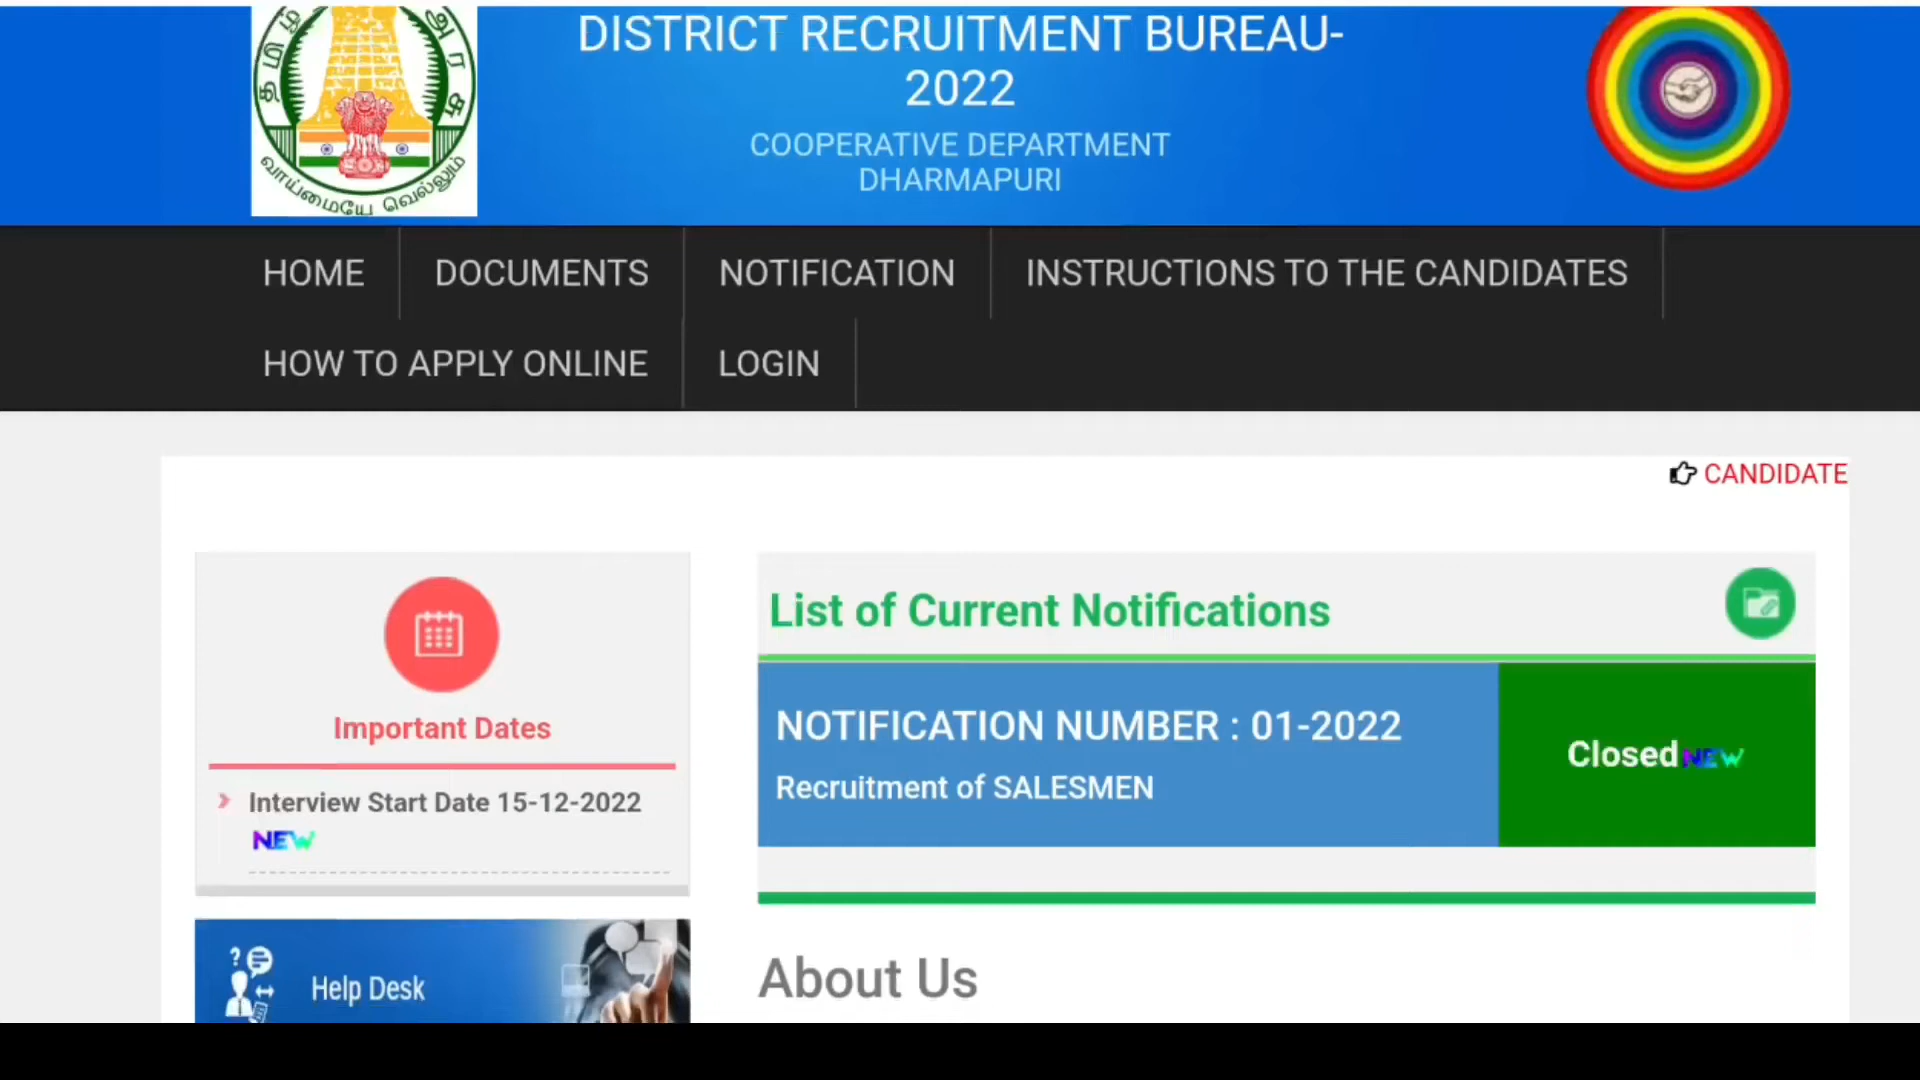 தமிழ் அரசு
வாய்மையே வெல்லும்
DISTRICT RECRUITMENT BUREAU-
2022
COOPERATIVE DEPARTMENT
DHARMAPURI
HOME
DOCUMENTS
NOTIFICATION
INSTRUCTIONS TO THE CANDIDATES
HOW TO APPLY ONLINE
LOGIN
CANDIDATE
Important Dates
Interview Start Date 15-12-2022
NEW
Help Desk
List of Current Notifications
NOTIFICATION NUMBER : 01-2022
Recruitment of SALESMEN
Closed NEW
About Us